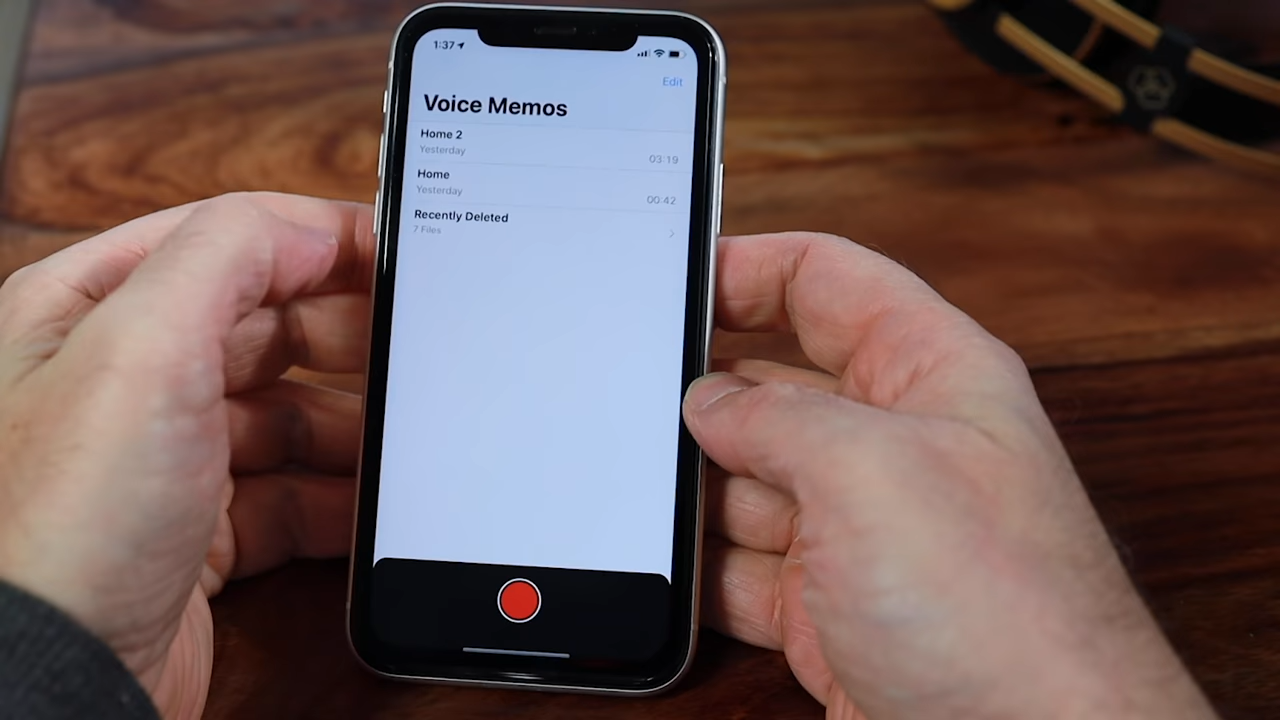 1:37
Edit
Voice Memos
Home 2
Yesterday
03:19
Home
Yesterday
00:42
Recently Deleted
7 Files